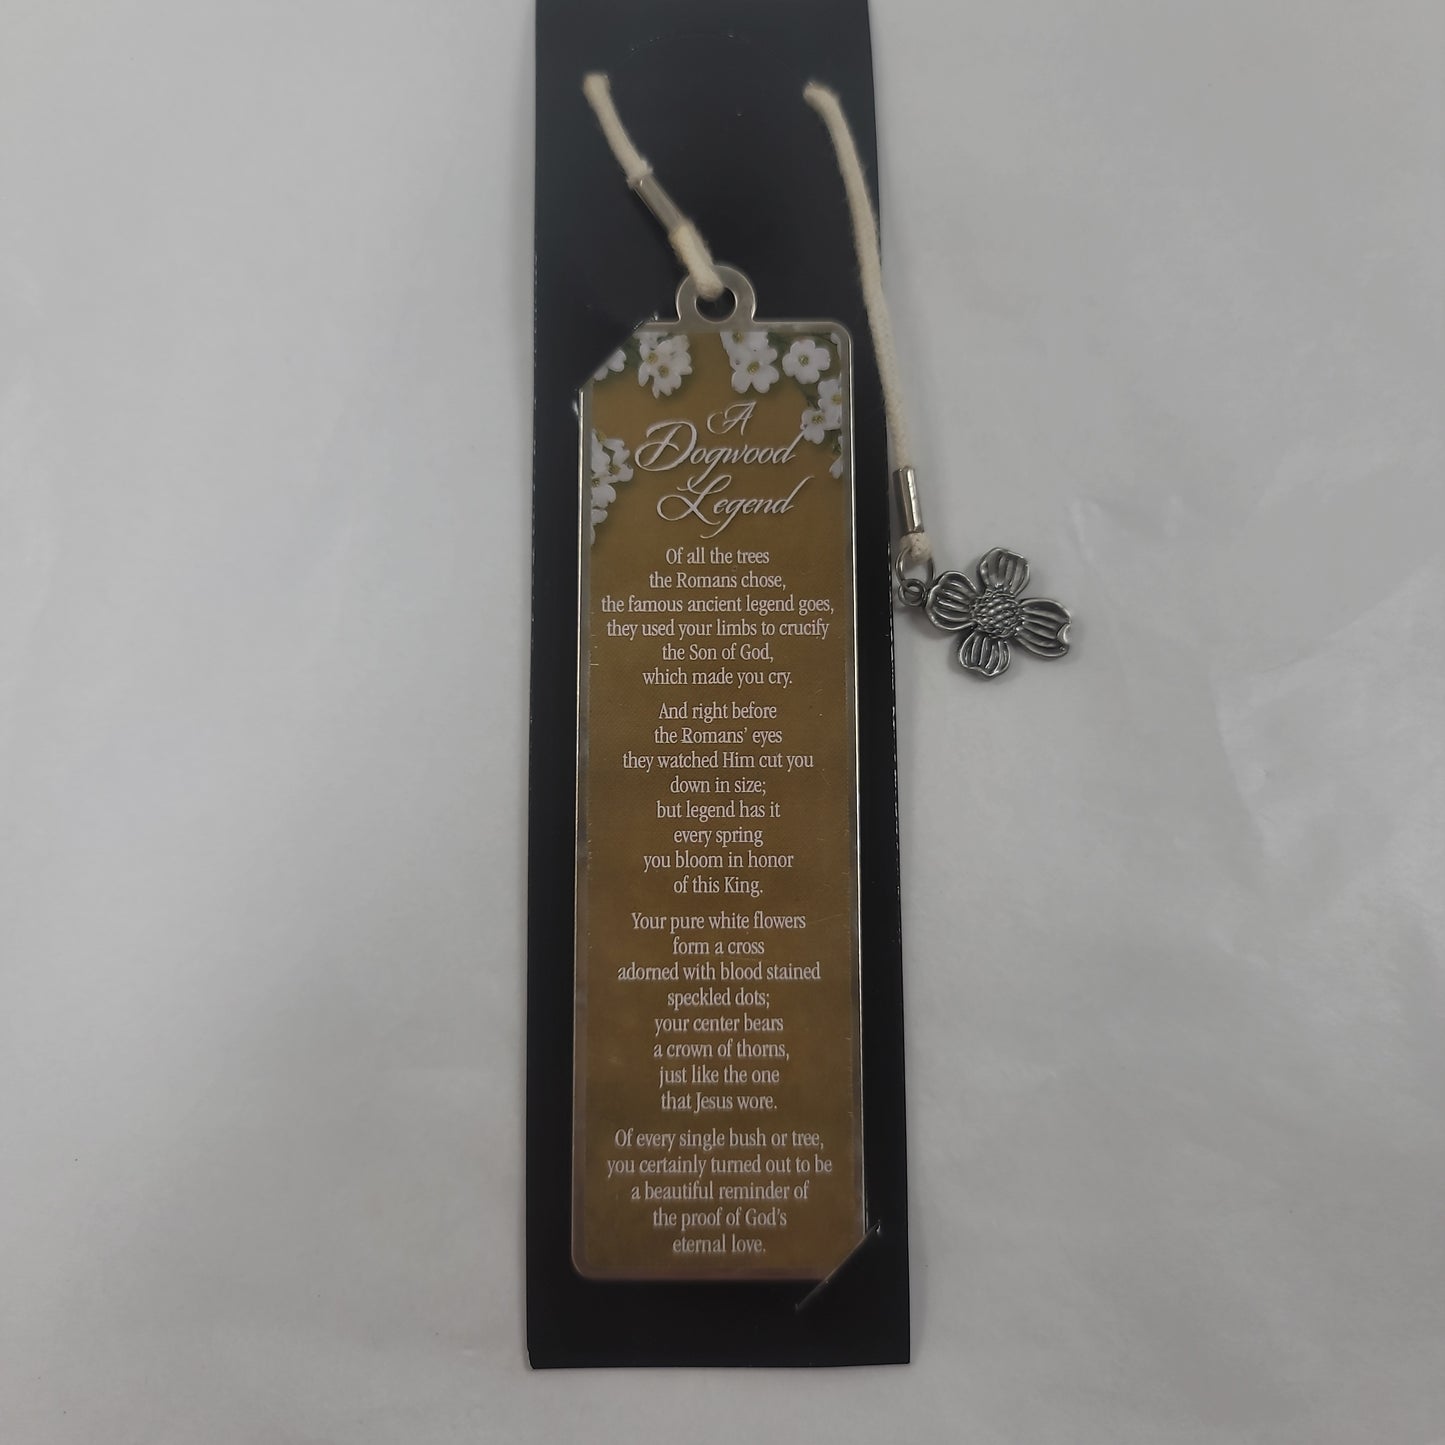 A
Dogwood
Legend
Of all the trees
the Romans chose,
the famous ancient legend goes,
they used your limbs to crucify
the Son of God,
which made you cry.
And right before
the Romans' eyes
they watched Him cut you
down in size;
but legend has it
every spring
you bloom in honor
of this King.
Your pure white flowers
form a cross
adorned with blood stained
speckled dots;
your center bears
a crown of thorns,
just like the one
that Jesus wore.
Of every single bush or tree,
you certainly turned out to be
a beautiful reminder of
the proof of God's
eternal love.